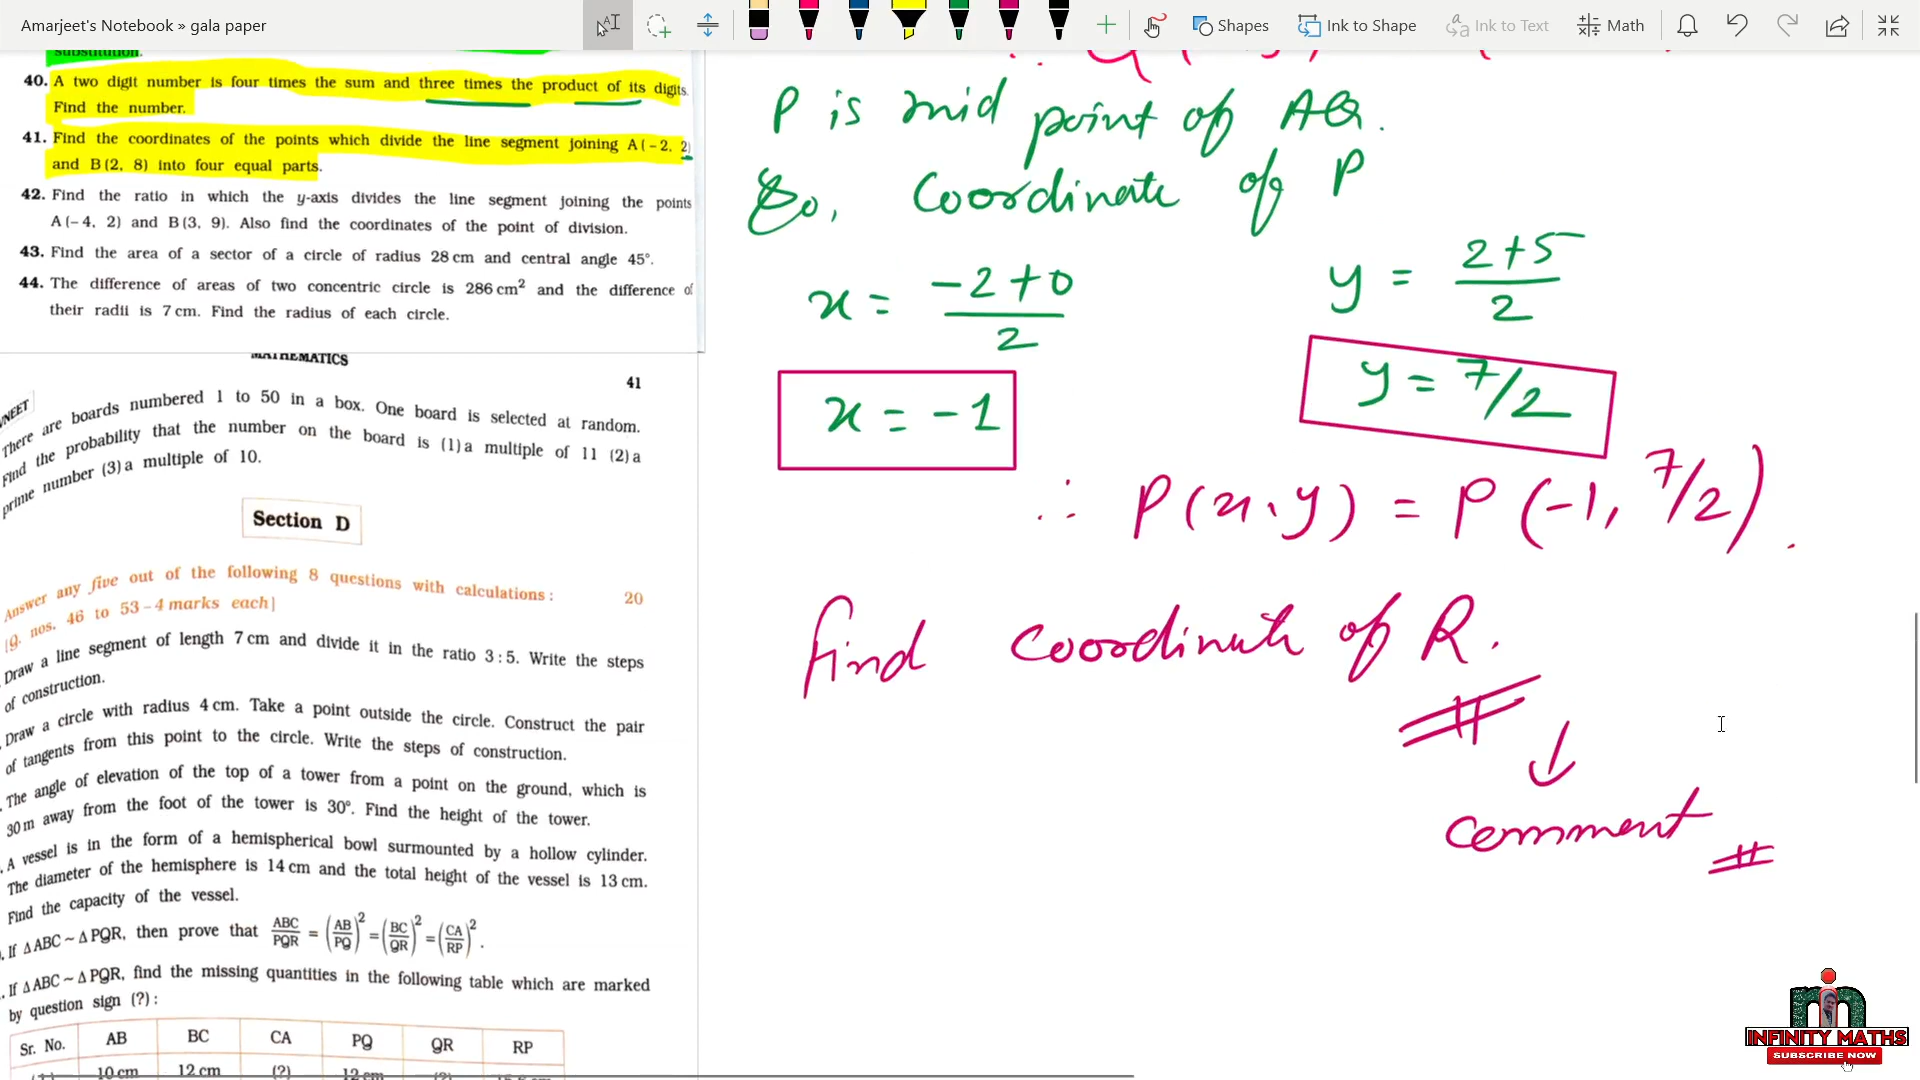 Amarjeet's Notebook » gala paper
Shapes
Ink to Shape
Ink to Text
Math
substitution.
40. A two digit number is four times the sum and three times the product of its digits.
Find the number.
41. Find the coordinates of the points which divide the line segment joining A(-2, 2)
and B(2, 8) into four equal parts.
42. Find the ratio in which the y-axis divides the line segment joining the points
A(-4, 2) and B(3, 9). Also find the coordinates of the point of division.
43. Find the area of a sector of a circle of radius 28 cm and central angle 45°.
44. The difference of areas of two concentric circle is 286 cm² and the difference of
their radii is 7 cm. Find the radius of each circle.
MATHEMATICS
41
There are boards numbered 1 to 50 in a box. One board is selected at random.
Find the probability that the number on the board is (1) a multiple of 11 (2) a
prime number (3) a multiple of 10.
Section D
Answer any five out of the following 8 questions with calculations : 20
[Q. nos. 46 to 53 - 4 marks each]
Draw a line segment of length 7 cm and divide it in the ratio 3 : 5. Write the steps
of construction.
Draw a circle with radius 4 cm. Take a point outside the circle. Construct the pair
of tangents from this point to the circle. Write the steps of construction.
The angle of elevation of the top of a tower from a point on the ground, which is
30 m away from the foot of the tower is 30°. Find the height of the tower.
A vessel is in the form of a hemispherical bowl surmounted by a hollow cylinder.
The diameter of the hemisphere is 14 cm and the total height of the vessel is 13 cm.
Find the capacity of the vessel.
If Δ ABC ~ Δ PQR, then prove that ABC/PQR = (AB/PQ)² = (BC/QR)² = (CA/RP)².
If Δ ABC ~ Δ PQR, find the missing quantities in the following table which are marked
by question sign (?) :
Sr. No. AB BC CA PQ QR RP
10 cm 12 cm (?) 12 cm
P is mid point of AQ.
So, Coordinate of P
x = (-2+0)/2
y = (2+5)/2
x = -1
y = 7/2
∴ P(x,y) = P(-1, 7/2).
find coordinate of R.
comment
INFINITY MATHS
SUBSCRIBE NOW